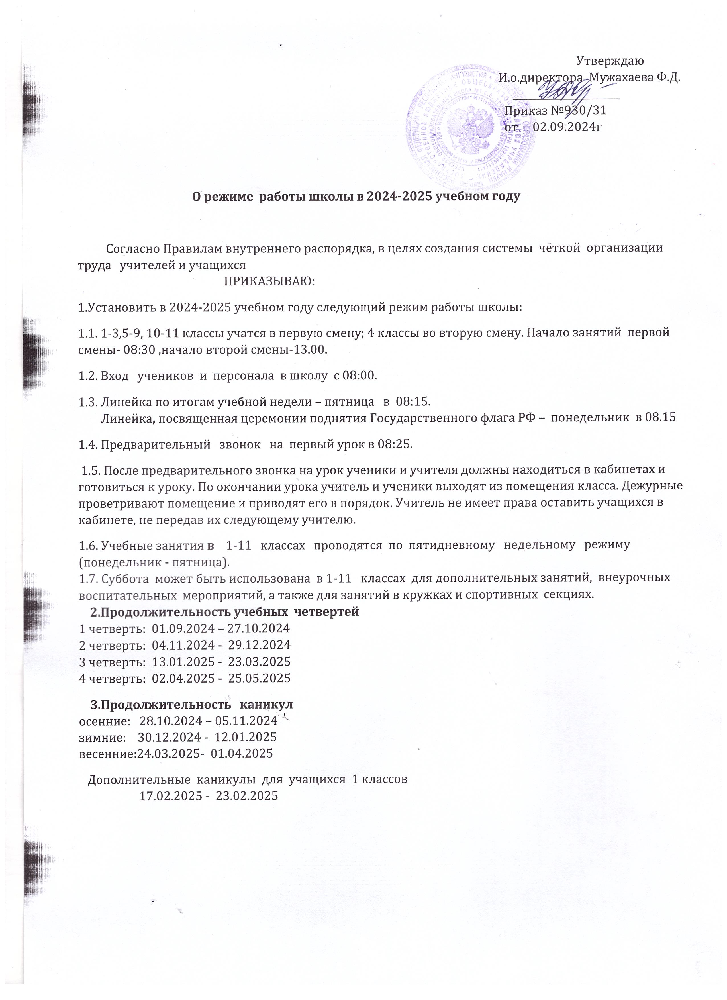 Утверждаю
И.о.директора Мужахаева Ф.Д.
Приказ №930/31
от 02.09.2024г
О режиме работы школы в 2024-2025 учебном году
Согласно Правилам внутреннего распорядка, в целях создания системы чёткой организации
труда учителей и учащихся
ПРИКАЗЫВАЮ:
1.Установить в 2024-2025 учебном году следующий режим работы школы:
1.1. 1-3,5-9, 10-11 классы учатся в первую смену; 4 классы во вторую смену. Начало занятий первой
смены- 08:30 ,начало второй смены-13.00.
1.2. Вход учеников и персонала в школу с 08:00.
1.3. Линейка по итогам учебной недели – пятница в 08:15.
Линейка, посвященная церемонии поднятия Государственного флага РФ – понедельник в 08.15
1.4. Предварительный звонок на первый урок в 08:25.
1.5. После предварительного звонка на урок ученики и учителя должны находиться в кабинетах и
готовиться к уроку. По окончании урока учитель и ученики выходят из помещения класса. Дежурные
проветривают помещение и приводят его в порядок. Учитель не имеет права оставить учащихся в
кабинете, не передав их следующему учителю.
1.6. Учебные занятия в 1-11 классах проводятся по пятидневному недельному режиму
(понедельник - пятница).
1.7. Суббота может быть использована в 1-11 классах для дополнительных занятий, внеурочных
воспитательных мероприятий, а также для занятий в кружках и спортивных секциях.
2.Продолжительность учебных четвертей
1 четверть: 01.09.2024 – 27.10.2024
2 четверть: 04.11.2024 - 29.12.2024
3 четверть: 13.01.2025 - 23.03.2025
4 четверть: 02.04.2025 - 25.05.2025
3.Продолжительность каникул
осенние: 28.10.2024 – 05.11.2024
зимние: 30.12.2024 - 12.01.2025
весенние:24.03.2025- 01.04.2025
Дополнительные каникулы для учащихся 1 классов
17.02.2025 - 23.02.2025